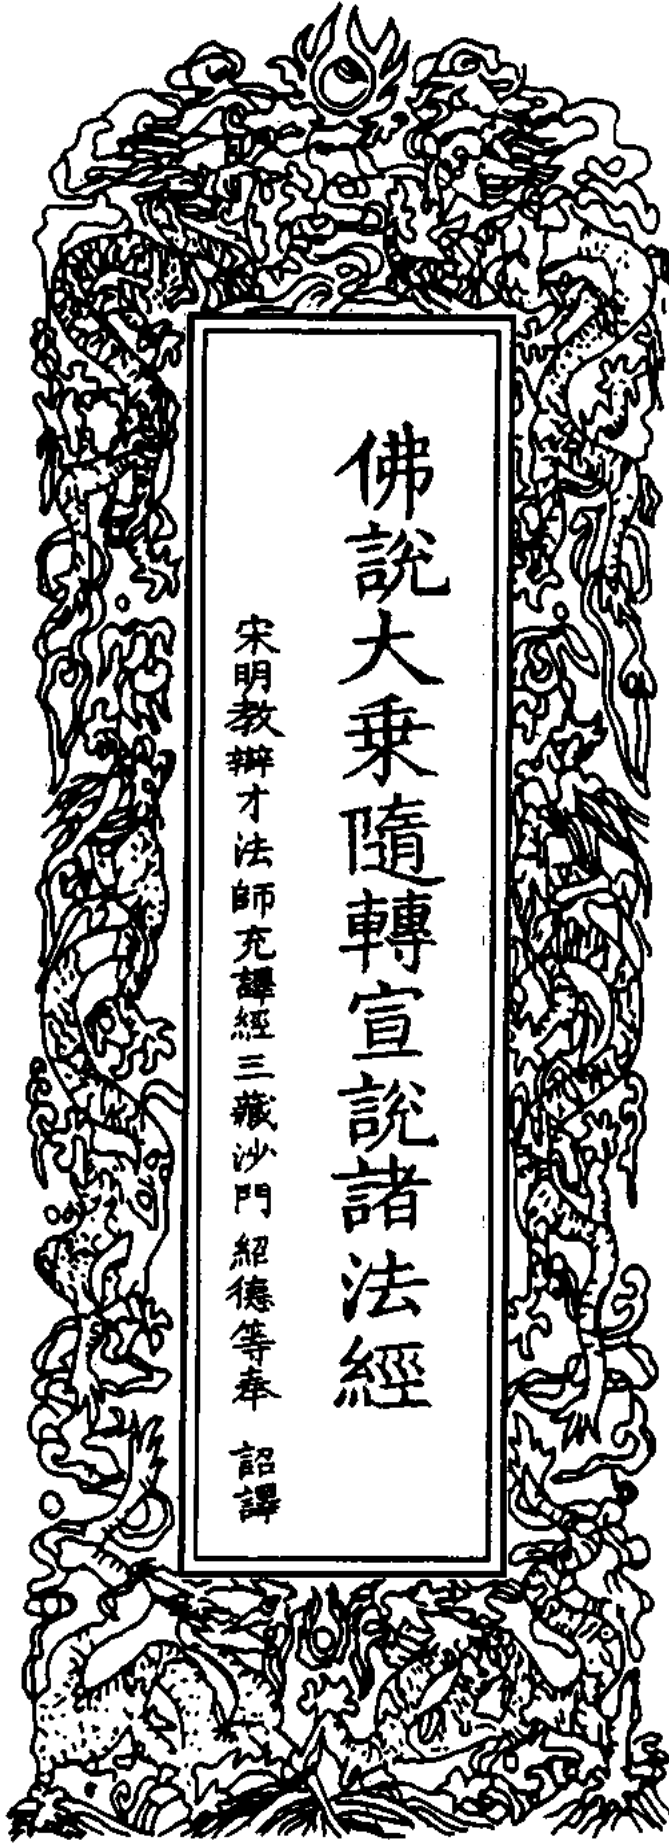 佛說大乗隨轉宣說諸法經
宋明教辯才法師充譯經三藏沙門 紹德等奉 詔譯